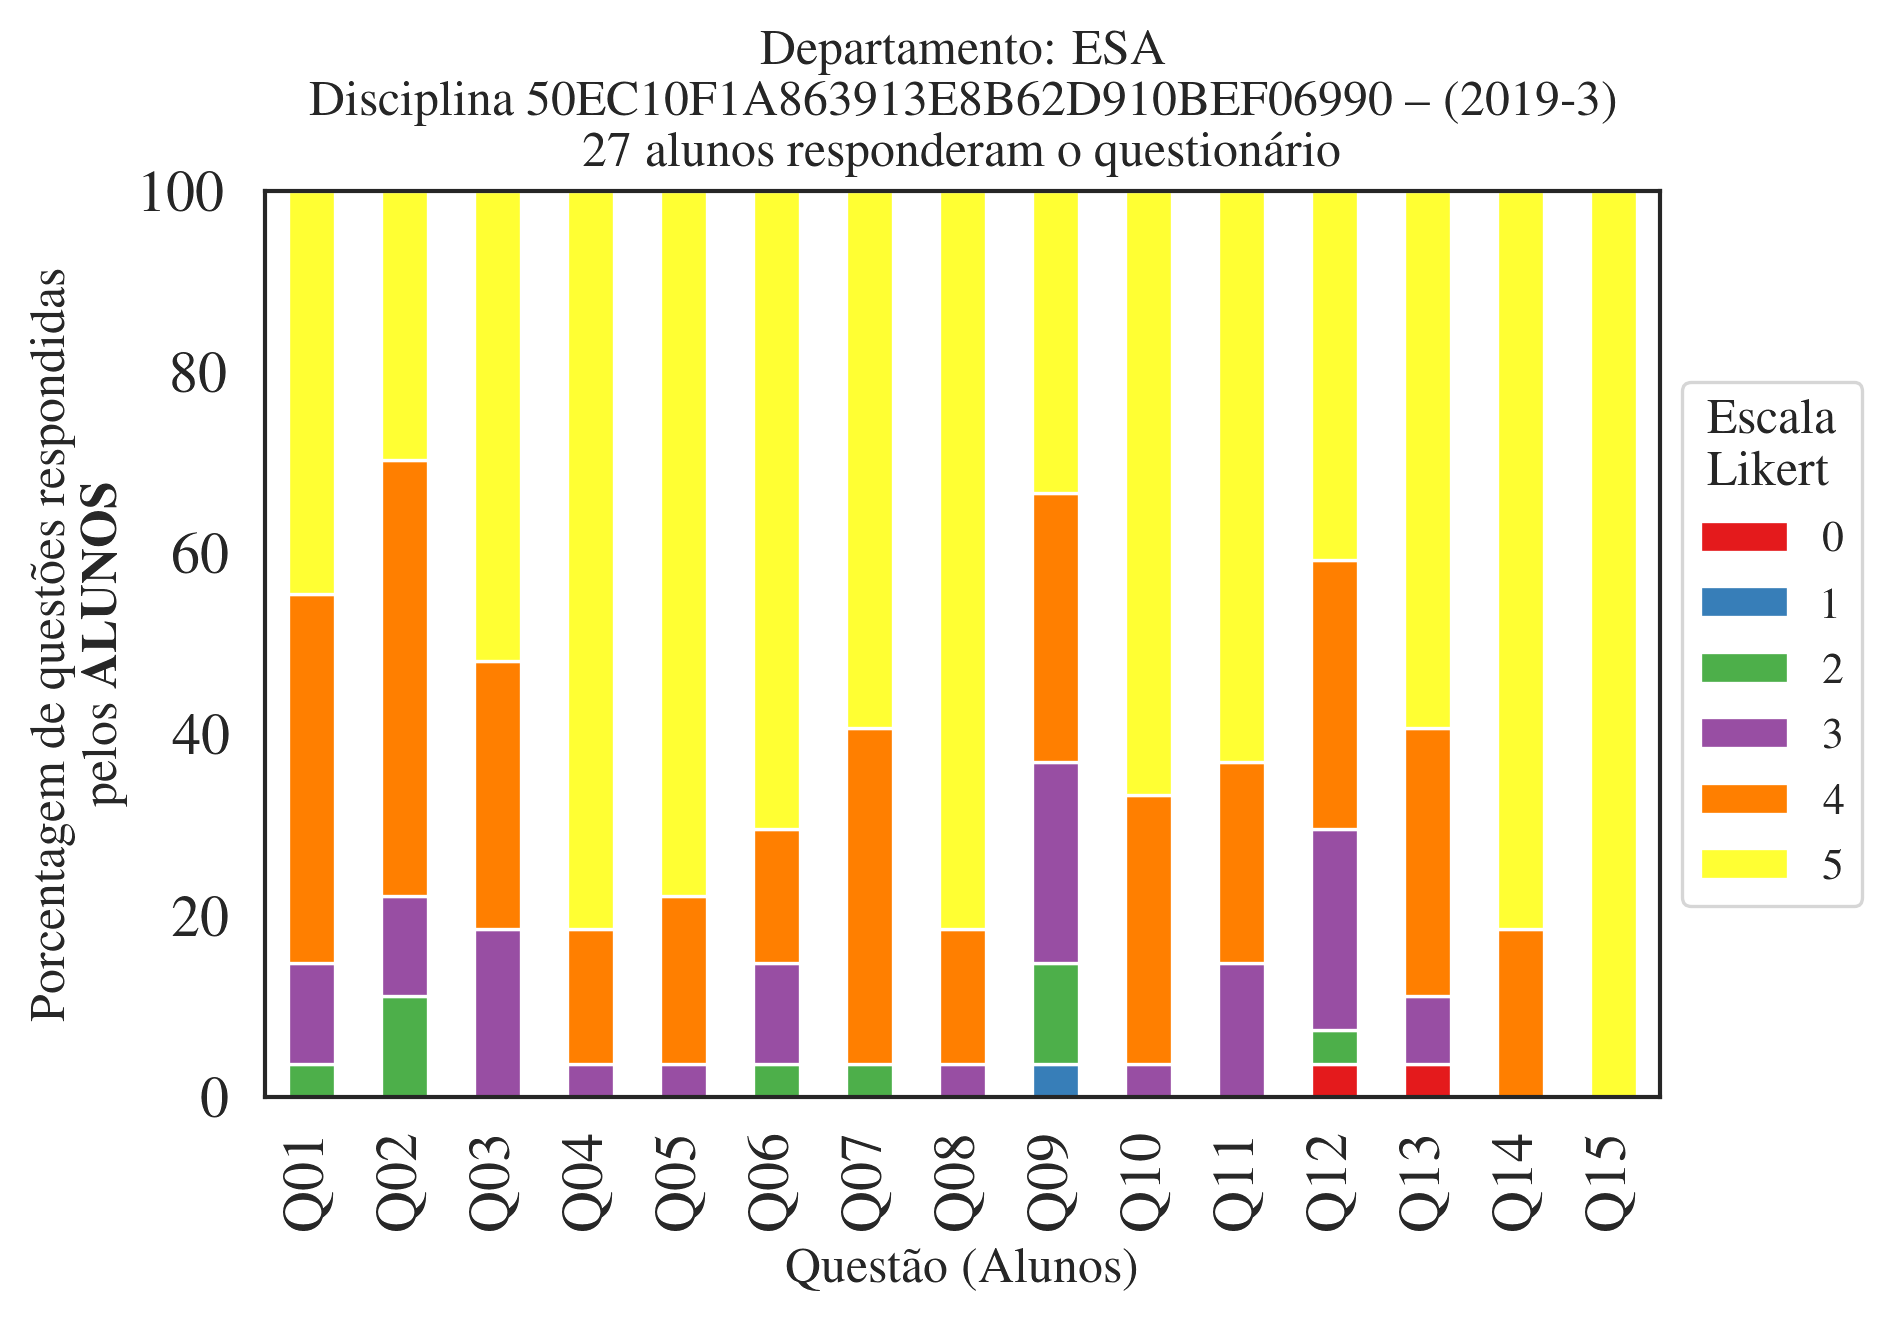 Departamento: ESA
Disciplina 50EC10F1A863913E8B62D910BEF06990 – (2019-3)
27 alunos responderam o questionário
Porcentagem de questões respondidas
pelos ALUNOS
100
80
60
40
20
0
Q01
Q02
Q03
Q04
Q05
Q06
Q07
Q08
Q09
Q10
Q11
Q12
Q13
Q14
Q15
Questão (Alunos)
Escala
Likert
0
1
2
3
4
5